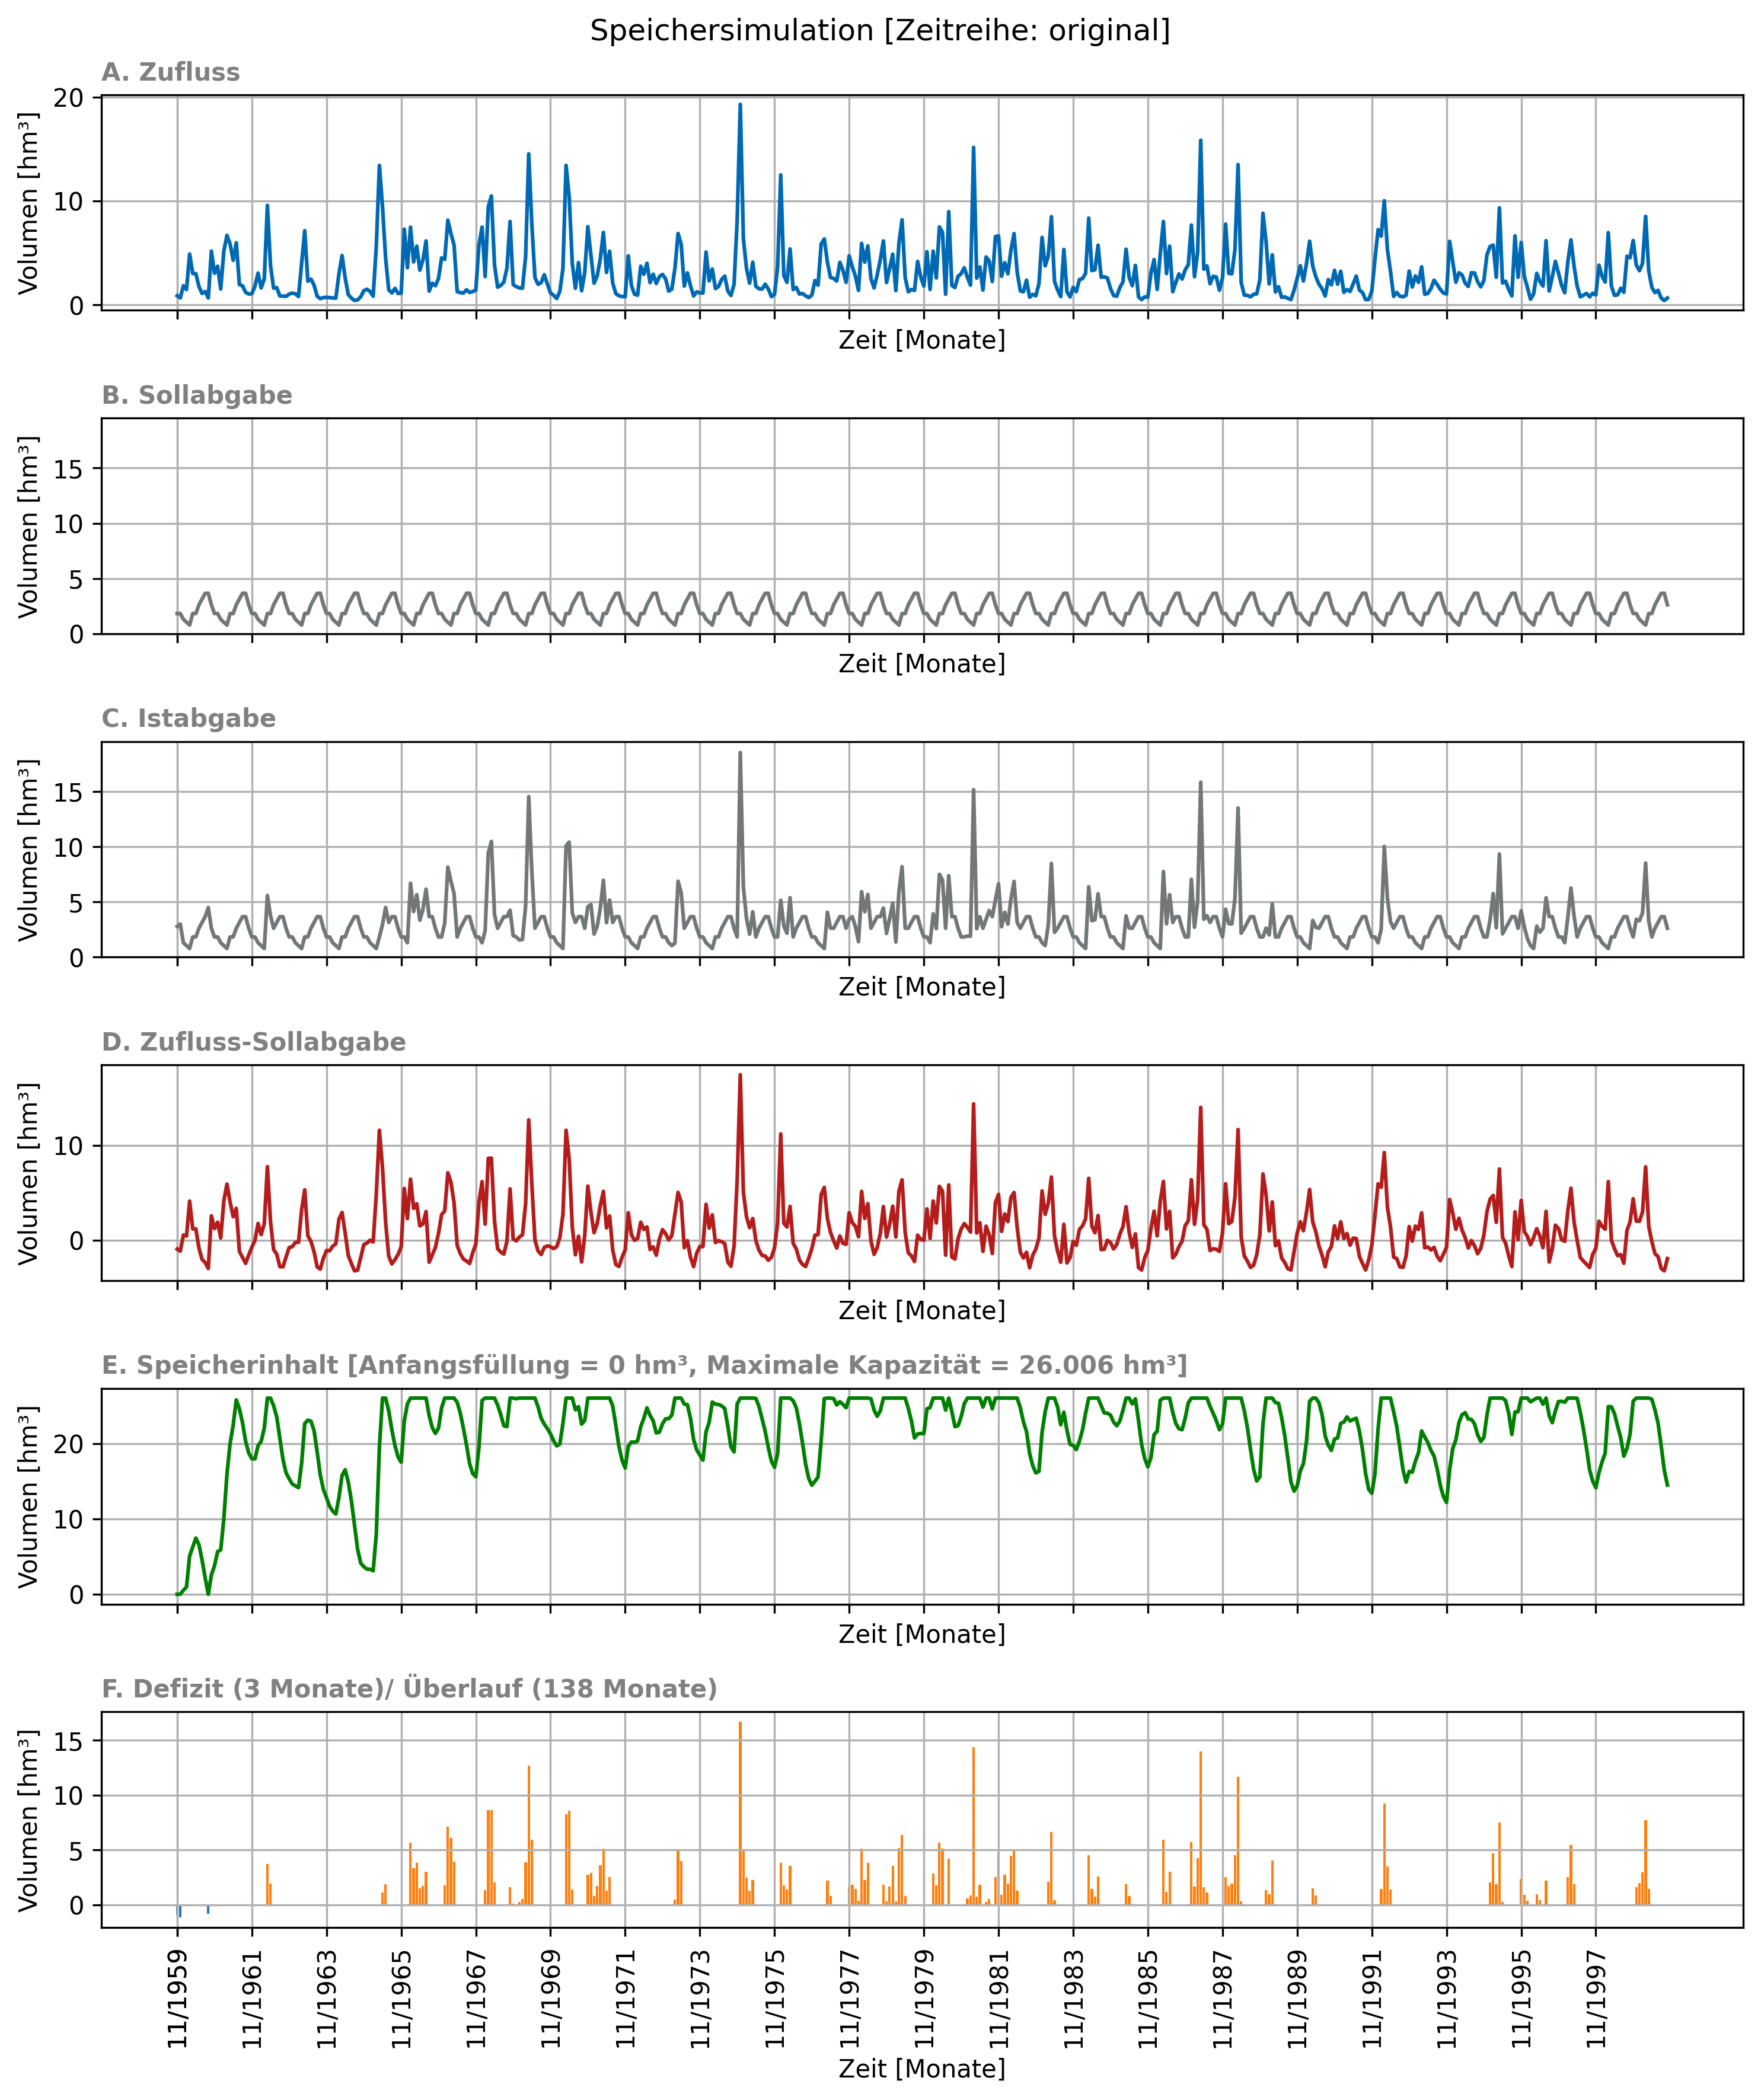 Speichersimulation [Zeitreihe: original]
A. Zufluss
Volumen [hm³]
20
10
0
Zeit [Monate]
B. Sollabgabe
Volumen [hm³]
15
10
5
0
Zeit [Monate]
C. Istabgabe
Volumen [hm³]
15
10
5
0
Zeit [Monate]
D. Zufluss-Sollabgabe
Volumen [hm³]
10
0
Zeit [Monate]
E. Speicherinhalt [Anfangsfüllung = 0 hm³, Maximale Kapazität = 26.006 hm³]
Volumen [hm³]
20
10
0
Zeit [Monate]
F. Defizit (3 Monate)/ Überlauf (138 Monate)
Volumen [hm³]
15
10
5
0
11/1959
11/1961
11/1963
11/1965
11/1967
11/1969
11/1971
11/1973
11/1975
11/1977
11/1979
11/1981
11/1983
11/1985
11/1987
11/1989
11/1991
11/1993
11/1995
11/1997
Zeit [Monate]